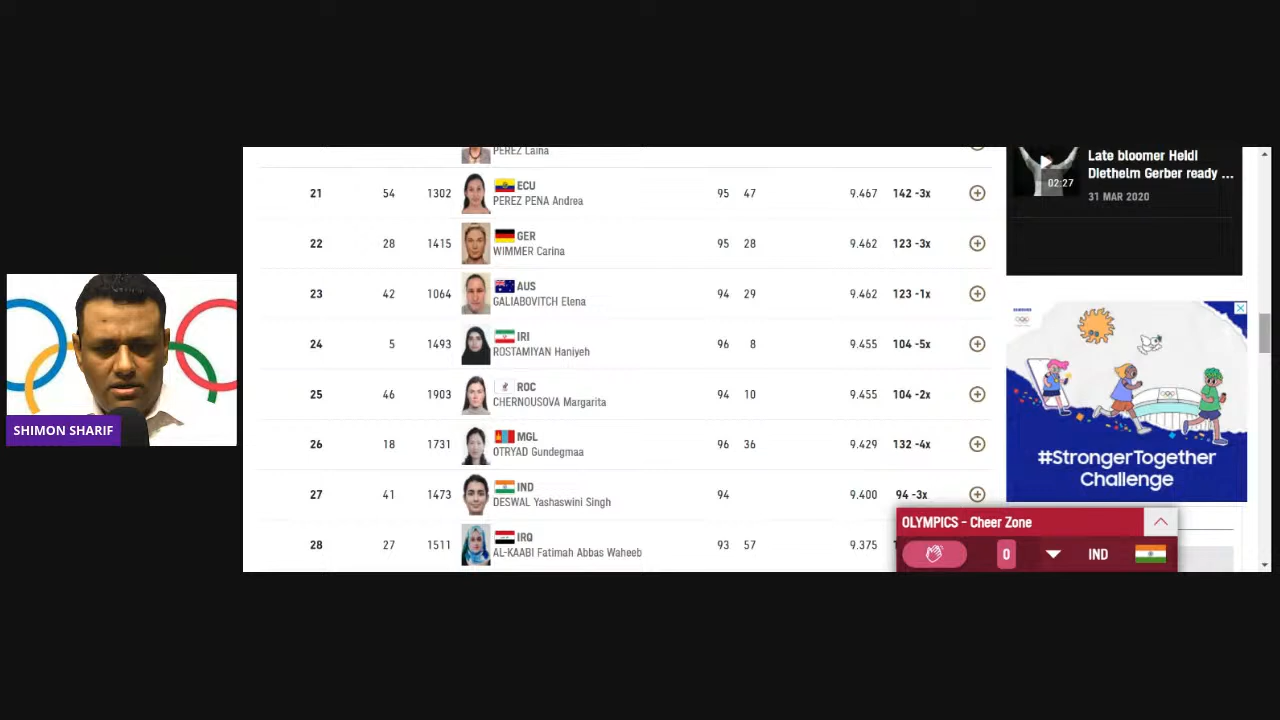 PEREZ Laina
21 54 1302 ECU 95 47 9.467 142 -3x
PEREZ PENA Andrea
22 28 1415 GER 95 28 9.462 123 -3x
WIMMER Carina
23 42 1064 AUS 94 29 9.462 123 -1x
GALIABOVITCH Elena
24 5 1493 IRI 96 8 9.455 104 -5x
ROSTAMIYAN Haniyeh
25 46 1903 ROC 94 10 9.455 104 -2x
CHERNOUSOVA Margarita
26 18 1731 MGL 96 36 9.429 132 -4x
OTRYAD Gundegmaa
27 41 1473 IND 94 9.400 94 -3x
DESWAL Yashaswini Singh
28 27 1511 IRQ 93 57 9.375
AL-KAABI Fatimah Abbas Waheeb
SHIMON SHARIF
02:27
Late bloomer Heidi
Diethelm Gerber ready ...
31 MAR 2020
SAMSUNG
#StrongerTogether
Challenge
OLYMPICS - Cheer Zone
0 IND